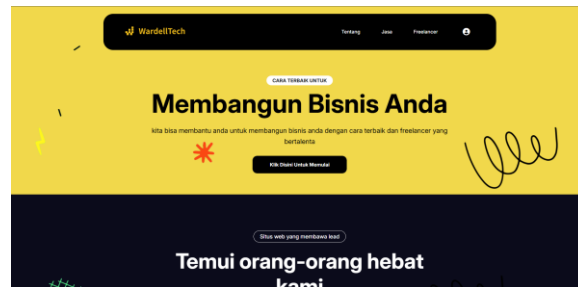 WardellTech
Tentang Jasa Freelancer
CARA TERBAIK UNTUK
Membangun Bisnis Anda
kita bisa membantu anda untuk membangun bisnis anda dengan cara terbaik dan freelancer yang
bertalenta
Klik Disini Untuk Memulai
Situs web yang membawa lead
Temui orang-orang hebat
kami